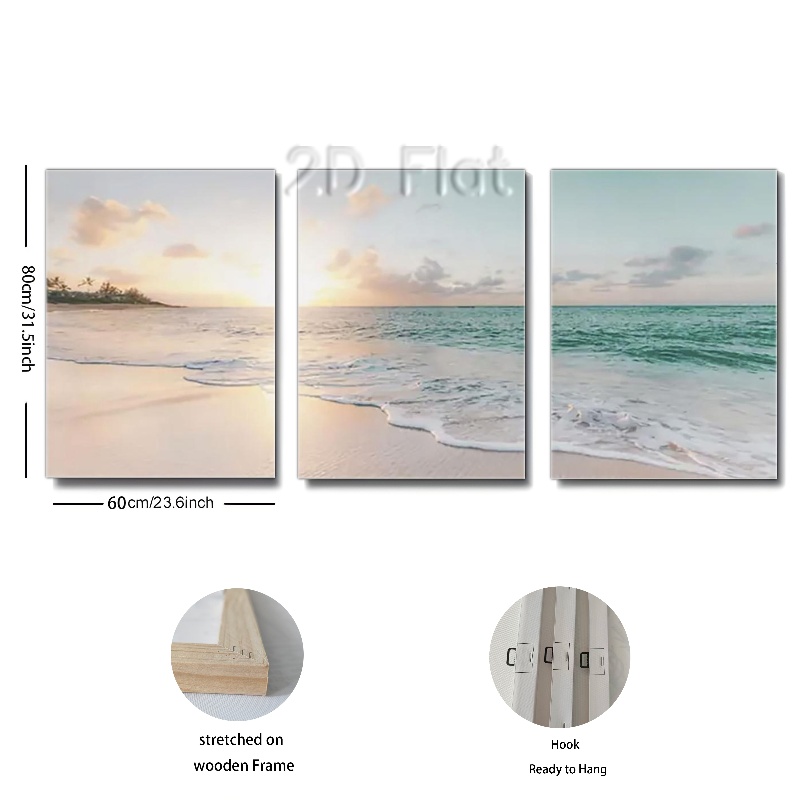 2D Flat
80cm/31.5inch
60cm/23.6inch
stretched on
wooden Frame
Hook
Ready to Hang